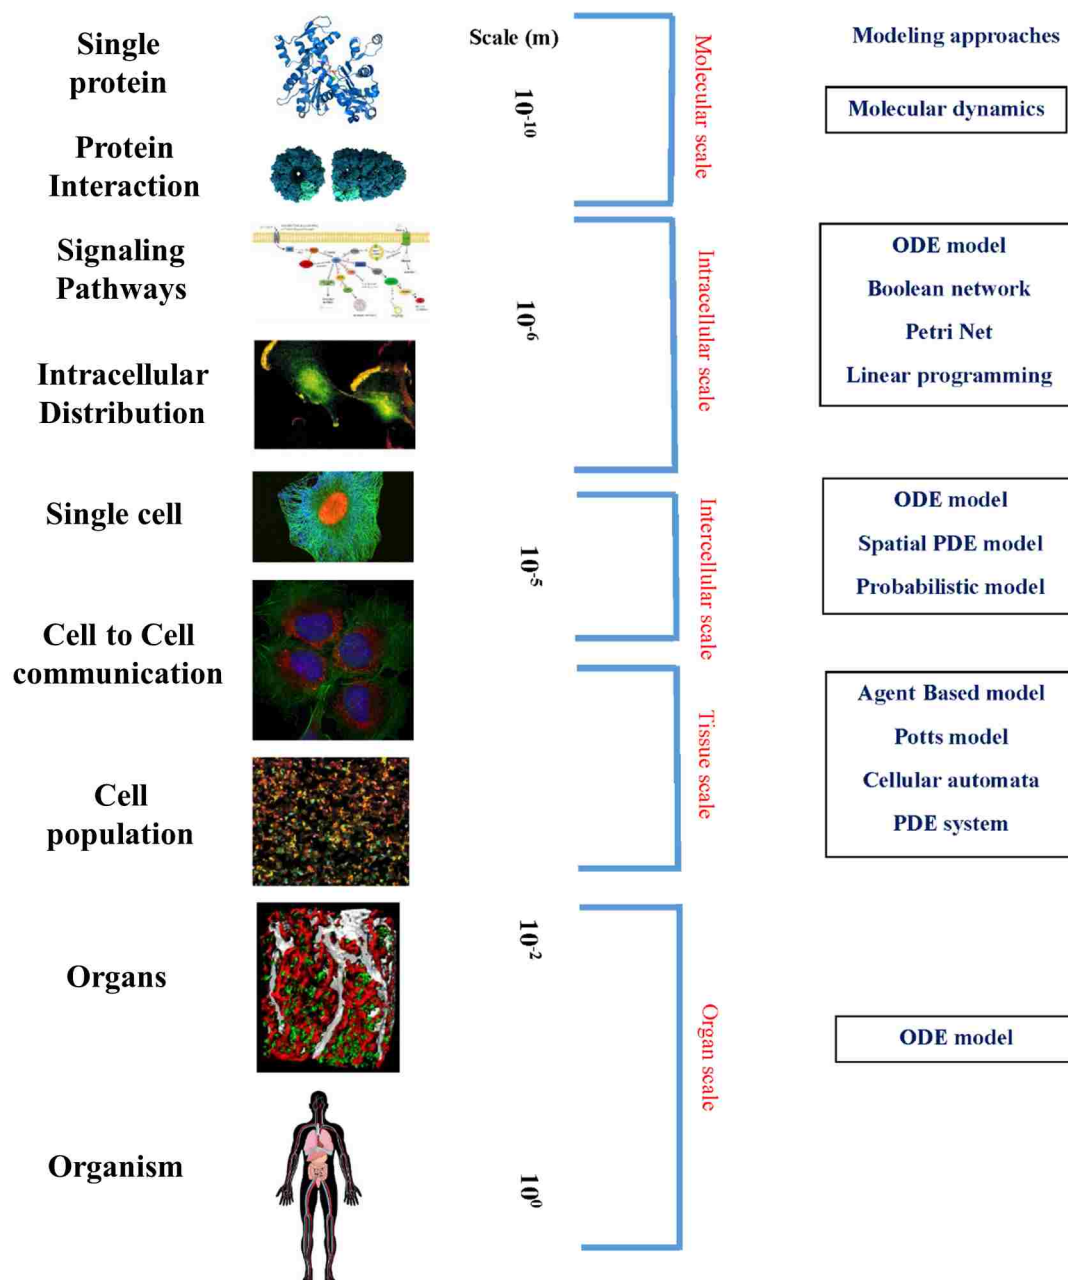 Single
protein
Scale (m)
Modeling approaches
10-10
Molecular scale
Molecular dynamics
Protein
Interaction
Signaling
Pathways
10-6
Intracellular scale
ODE model
Boolean network
Petri Net
Linear programming
Intracellular
Distribution
Single cell
10-5
Intercellular scale
ODE model
Spatial PDE model
Probabilistic model
Cell to Cell
communication
Tissue scale
Agent Based model
Potts model
Cellular automata
PDE system
Cell
population
Organs
10-2
Organ scale
ODE model
Organism
100